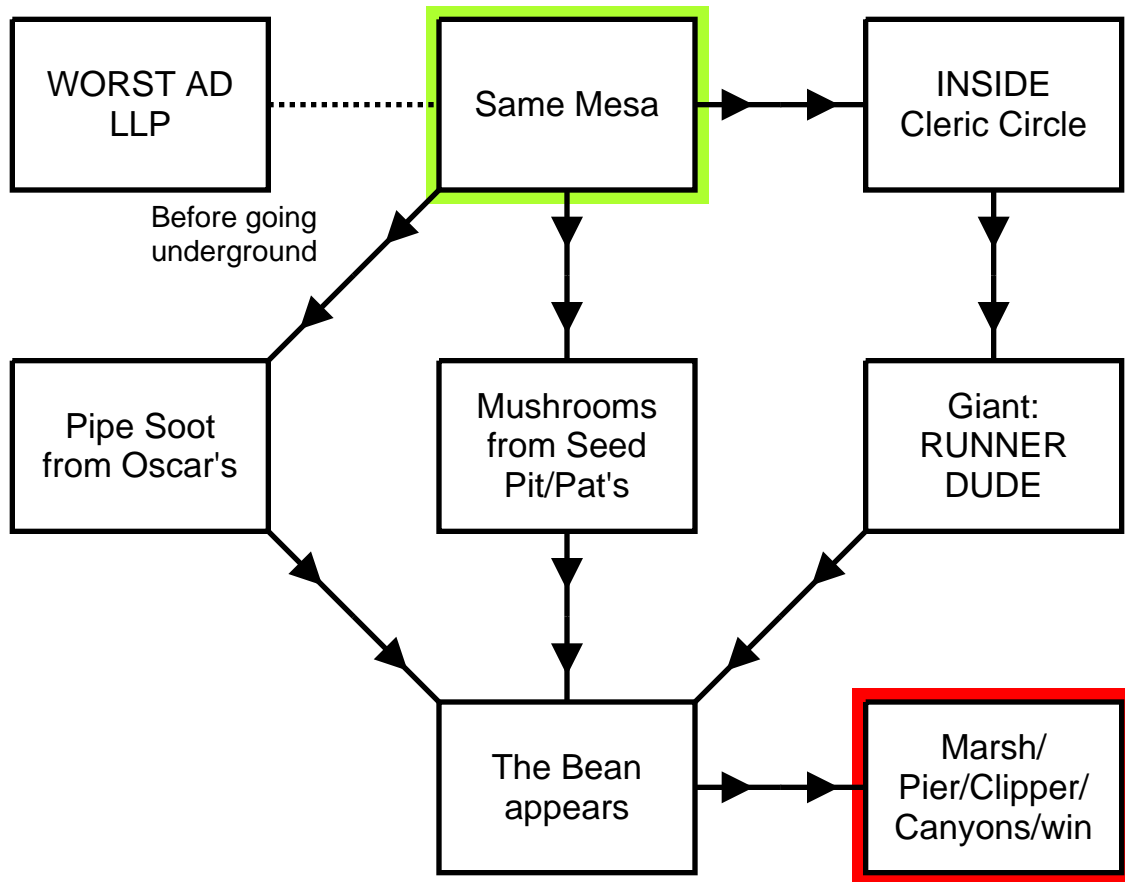 WORST AD
LLP
Same Mesa
INSIDE
Cleric Circle
Before going
underground
Pipe Soot
from Oscar's
Mushrooms
from Seed
Pit/Pat's
Giant:
RUNNER
DUDE
The Bean
appears
Marsh/
Pier/Clipper/
Canyons/win